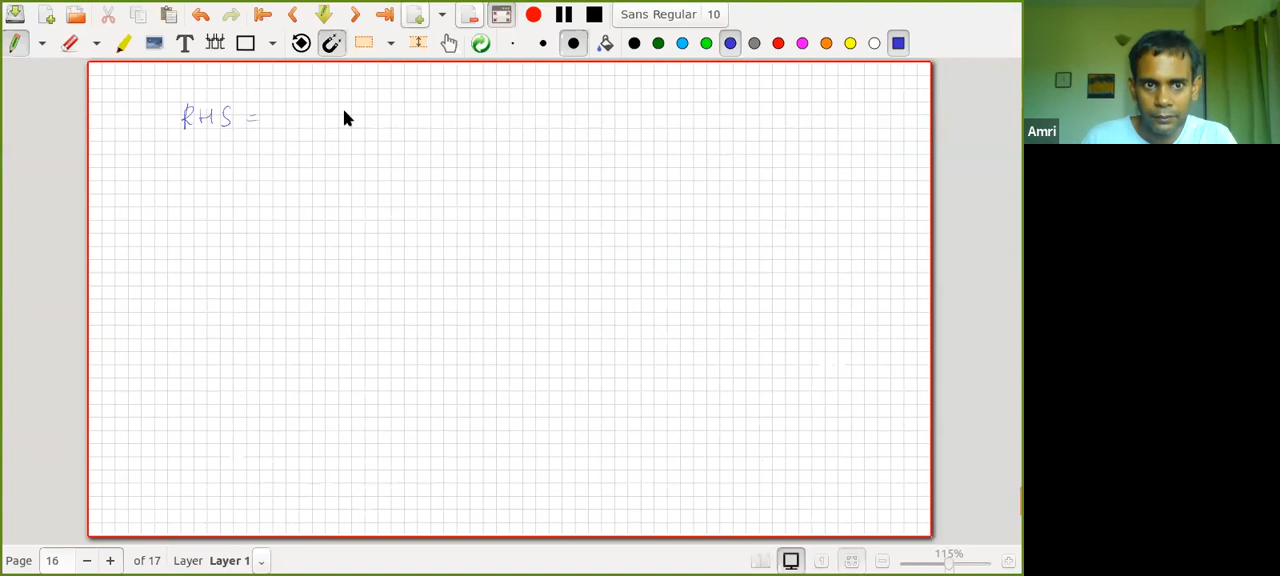 Sans Regular 10
Amri
RHS =
Page 16 of 17 Layer Layer 1 115%